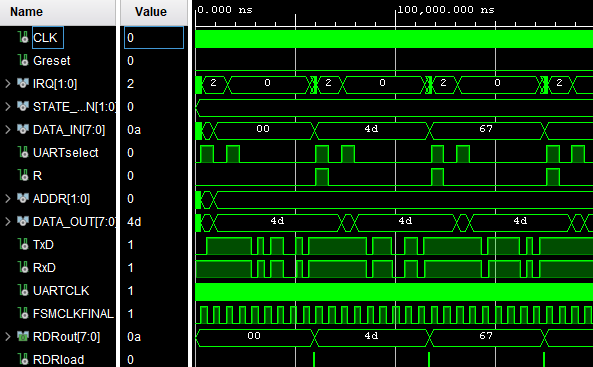 Name Value 0.000 ns 100,000.000 ns
CLK 0
Greset 0
IRQ[1:0] 2 2 0 2 0 2 0 2
STATE_...N[1:0] 0
DATA_IN[7:0] 0a 00 4d 67
UARTselect 0
R 0
ADDR[1:0] 0
DATA_OUT[7:0] 4d 4d 4d 4d
TxD 1
RxD 1
UARTCLK 1
FSMCLKFINAL 1
RDRout[7:0] 0a 00 4d 67
RDRload 0